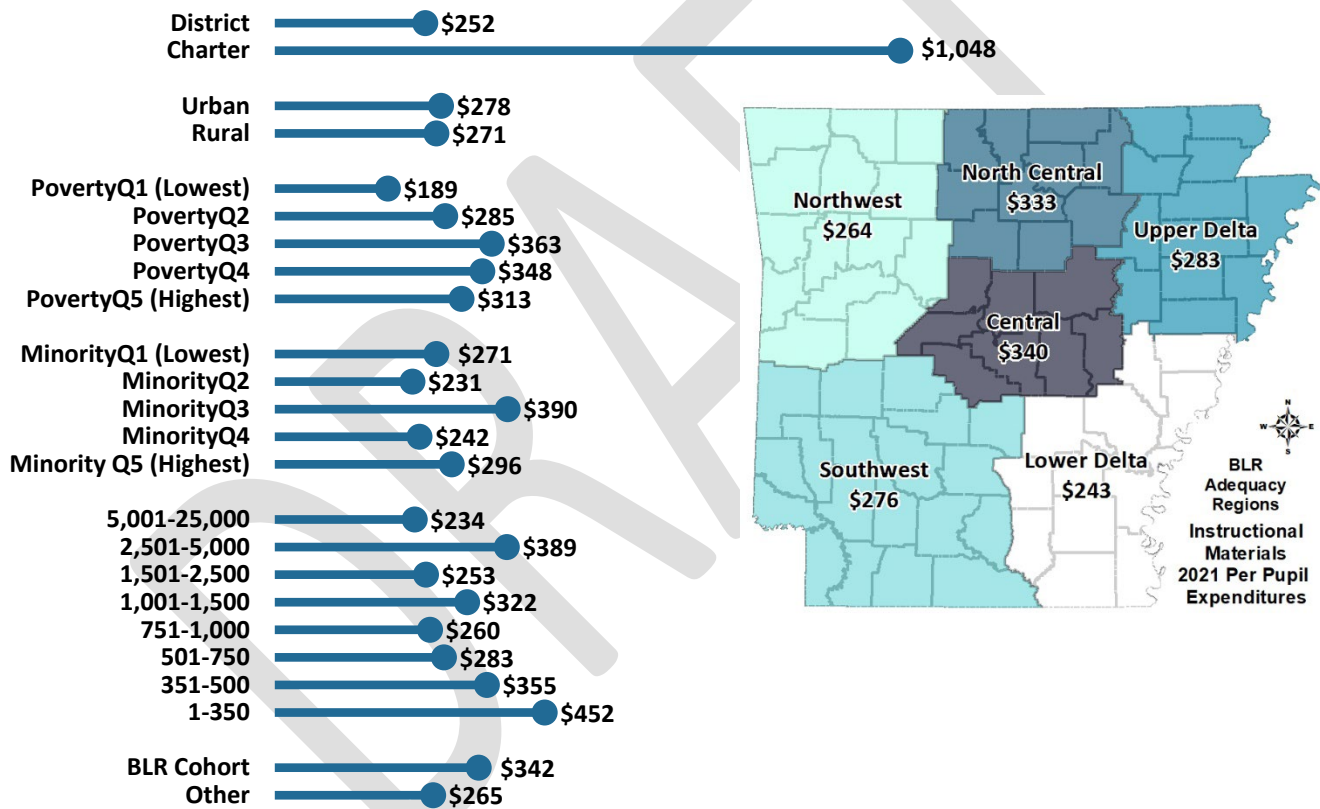 District $252
Charter $1,048
Urban $278
Rural $271
PovertyQ1 (Lowest) $189
PovertyQ2 $285
PovertyQ3 $363
PovertyQ4 $348
PovertyQ5 (Highest) $313
MinorityQ1 (Lowest) $271
MinorityQ2 $231
MinorityQ3 $390
MinorityQ4 $242
Minority Q5 (Highest) $296
5,001-25,000 $234
2,501-5,000 $389
1,501-2,500 $253
1,001-1,500 $322
751-1,000 $260
501-750 $283
351-500 $355
1-350 $452
BLR Cohort $342
Other $265
North Central
$333
Northwest
$264
Upper Delta
$283
Central
$340
Southwest
$276
Lower Delta
$243
N
W E
S
BLR
Adequacy
Regions
Instructional
Materials
2021 Per Pupil
Expenditures
DRAFT